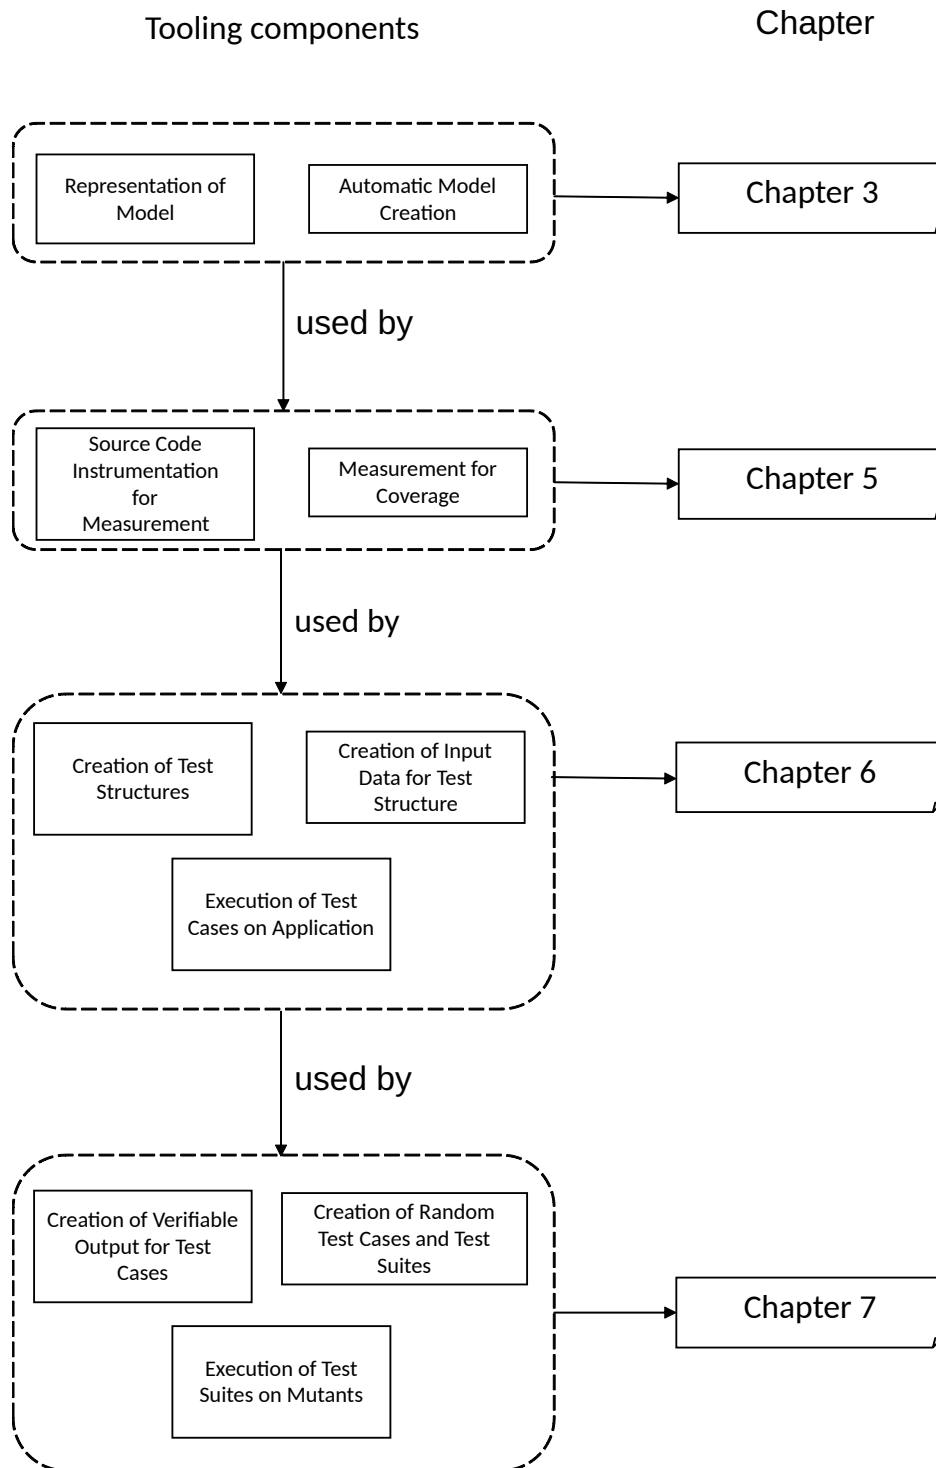 Tooling components
Chapter
Representation of
Model
Automatic Model
Creation
Chapter 3
used by
Source Code
Instrumentation
for
Measurement
Measurement for
Coverage
Chapter 5
used by
Creation of Test
Structures
Creation of Input
Data for Test
Structure
Chapter 6
Execution of Test
Cases on Application
used by
Creation of Verifiable
Output for Test
Cases
Creation of Random
Test Cases and Test
Suites
Chapter 7
Execution of Test
Suites on Mutants